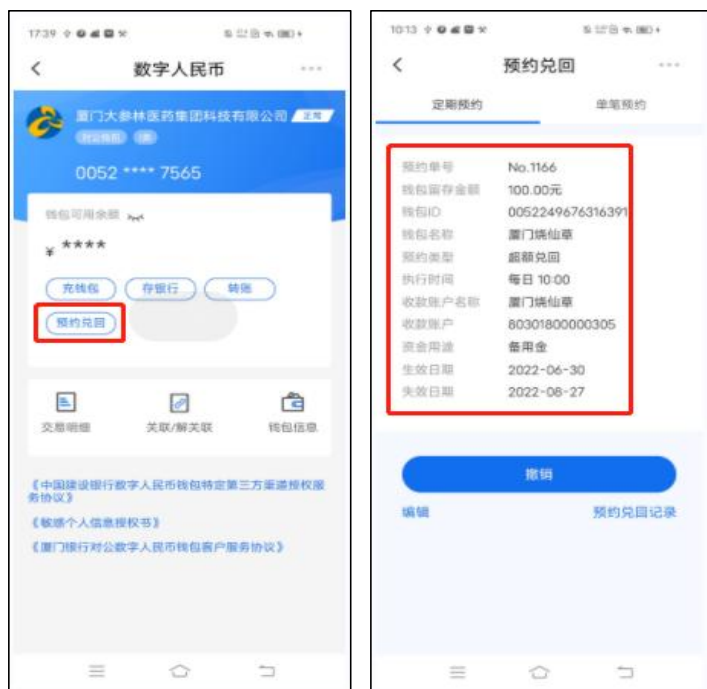 17:39
数字人民币
厦门大参林医药集团科技有限公司
正常
0052 **** 7565
钱包可用余额
¥ ****
充钱包
存银行
转账
预约兑回
交易明细
关联/解关联
钱包信息
《中国建设银行数字人民币钱包特定第三方渠道授权服
务协议》
《敏感个人信息授权书》
《厦门银行对公数字人民币钱包客户服务协议》
10:13
预约兑回
定期预约
单笔预约
预约单号 No.1166
钱包留存金额 100.00元
钱包ID 0052249676316391
钱包名称 厦门烧仙草
预约类型 超额兑回
执行时间 每日 10:00
收款账户名称 厦门烧仙草
收款账户 80301800000305
资金用途 备用金
生效日期 2022-06-30
失效日期 2022-08-27
撤销
编辑
预约兑回记录